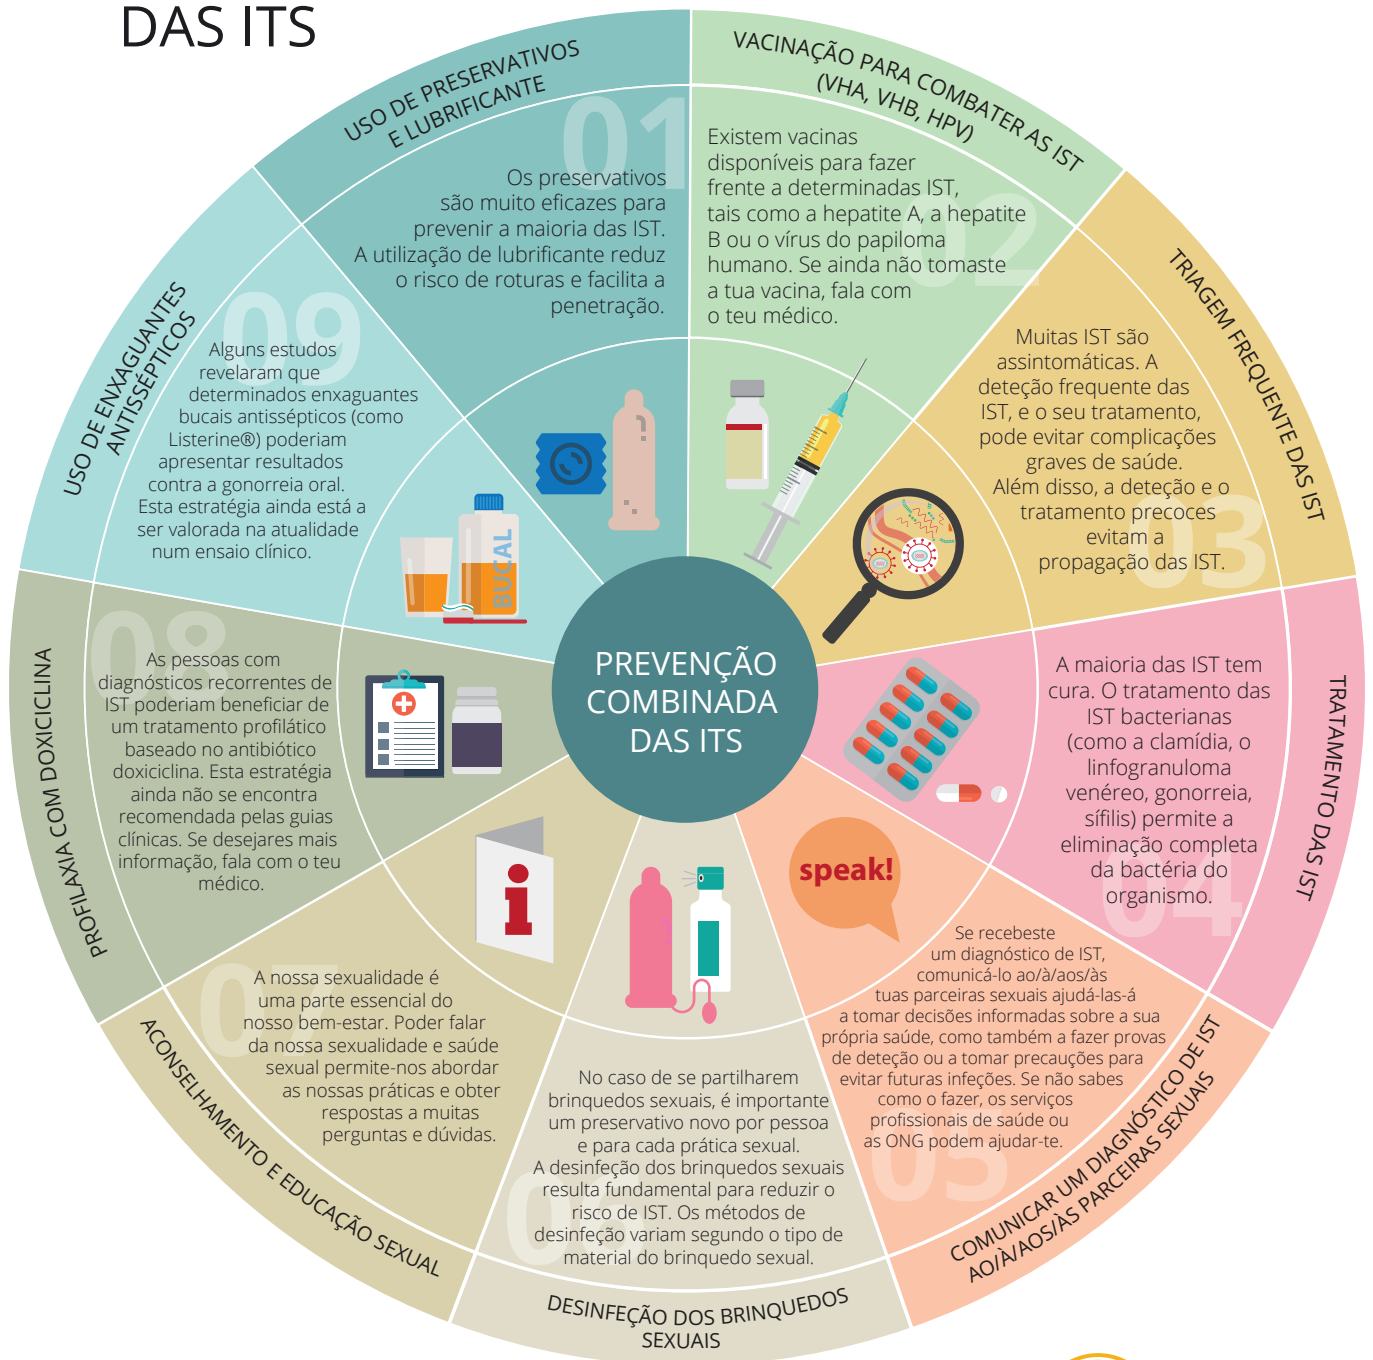 DAS ITS
USO DE PRESERVATIVOS
E LUBRIFICANTE
01
Os preservativos
são muito eficazes para
prevenir a maioria das IST.
A utilização de lubrificante reduz
o risco de roturas e facilita a
penetração.
VACINAÇÃO PARA COMBATER AS IST
(VHA, VHB, HPV)
02
Existem vacinas
disponíveis para fazer
frente a determinadas IST,
tais como a hepatite A, a hepatite
B ou o vírus do papiloma
humano. Se ainda não tomaste
a tua vacina, fala com
o teu médico.
TRIAGEM FREQUENTE DAS IST
03
Muitas IST são
assintomáticas. A
deteção frequente das
IST, e o seu tratamento,
pode evitar complicações
graves de saúde.
Além disso, a deteção e o
tratamento precoces
evitam a
propagação das IST.
TRATAMENTO DAS IST
04
A maioria das IST tem
cura. O tratamento das
IST bacterianas
(como a clamídia, o
linfogranuloma
venéreo, gonorreia,
sífilis) permite a
eliminação completa
da bactéria do
organismo.
COMUNICAR UM DIAGNÓSTICO DE IST
AO/À/AOS/ÀS PARCEIRAS SEXUAIS
05
speak!
Se recebeste
um diagnóstico de IST,
comunicá-lo ao/à/aos/às
tuas parceiras sexuais ajudá-las-á
a tomar decisões informadas sobre a sua
própria saúde, como também a fazer provas
de deteção ou a tomar precauções para
evitar futuras infeções. Se não sabes
como o fazer, os serviços
profissionais de saúde ou
as ONG podem ajudar-te.
DESINFEÇÃO DOS BRINQUEDOS
SEXUAIS
06
No caso de se partilharem
brinquedos sexuais, é importante
um preservativo novo por pessoa
e para cada prática sexual.
A desinfeção dos brinquedos sexuais
resulta fundamental para reduzir o
risco de IST. Os métodos de
desinfeção variam segundo o tipo de
material do brinquedo sexual.
ACONSELHAMENTO E EDUCAÇÃO SEXUAL
07
A nossa sexualidade é
uma parte essencial do
nosso bem-estar. Poder falar
da nossa sexualidade e saúde
sexual permite-nos abordar
as nossas práticas e obter
respostas a muitas
perguntas e dúvidas.
i
PROFILAXIA COM DOXICICLINA
08
As pessoas com
diagnósticos recorrentes de
IST poderiam beneficiar de
um tratamento profilático
baseado no antibiótico
doxiciclina. Esta estratégia
ainda não se encontra
recomendada pelas guias
clínicas. Se desejares mais
informação, fala com o teu
médico.
USO DE ENXAGUANTES
ANTISSÉPTICOS
09
Alguns estudos
revelaram que
determinados enxaguantes
bucais antissépticos (como
Listerine®) poderiam
apresentar resultados
contra a gonorreia oral.
Esta estratégia ainda está a
ser valorada na atualidade
num ensaio clínico.
BUCAL
PREVENÇÃO
COMBINADA
DAS ITS